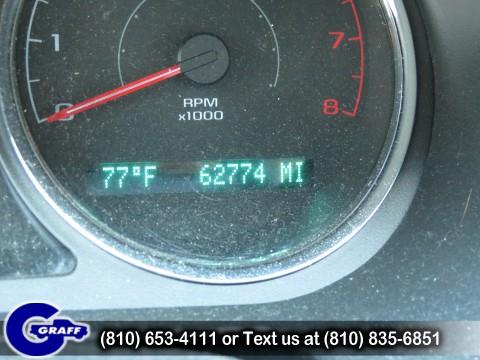 1 7
0 8
RPM
x1000
77°F 62774 MI
GRAFF
(810) 653-4111 or Text us at (810) 835-6851